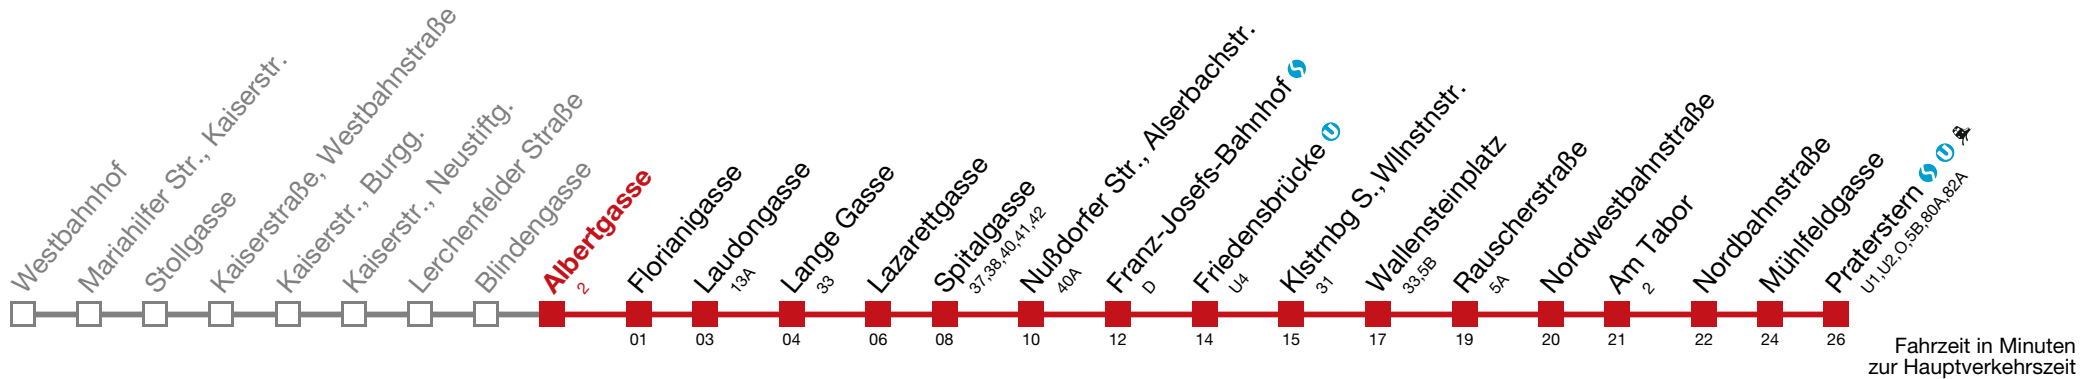 Westbahnhof
Mariahilfer Str., Kaiserstr.
Stollgasse
Kaiserstraße, Westbahnstraße
Kaiserstr., Burgg.
Kaiserstr., Neustiftg.
Lerchenfelder Straße
Blindengasse
Albertgasse
2
Florianigasse
Laudongasse
13A
Lange Gasse
33
Lazarettgasse
Spitalgasse
37,38,40,41,42
Nußdorfer Str., Alserbachstr.
40A
Franz-Josefs-Bahnhof S
D
Friedensbrücke U
U4
Klstrnbg S., Wllnstnstr.
31
Wallensteinplatz
33,5B
Rauscherstraße
5A
Nordwestbahnstraße
Am Tabor
2
Nordbahnstraße
Mühlfeldgasse
Praterstern S U
U1,U2,O,5B,80A,82A
01 03 04 06 08 10 12 14 15 17 19 20 21 22 24 26
Fahrzeit in Minuten
zur Hauptverkehrszeit